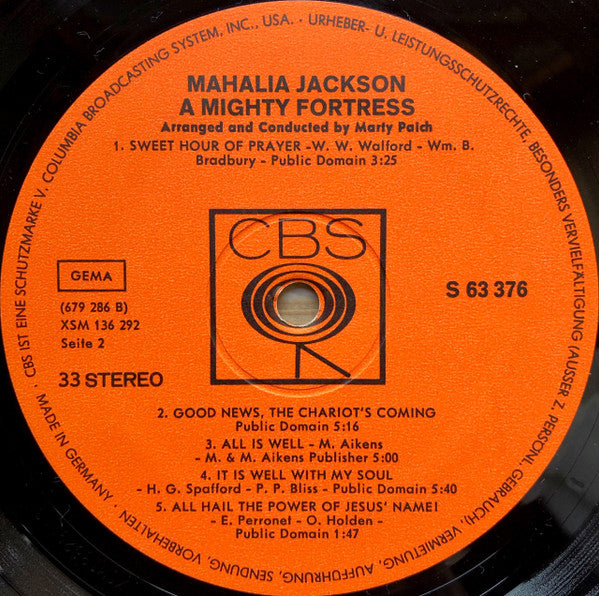 MAHALIA JACKSON
A MIGHTY FORTRESS
Arranged and Conducted by Marty Paich
1. SWEET HOUR OF PRAYER -W. W. Walford - Wm. B.
Bradbury - Public Domain 3:25
CBS
GEMA
(679 286 B)
XSM 136 292
Seite 2
33 STEREO
S 63 376
2. GOOD NEWS, THE CHARIOT'S COMING
Public Domain 5:16
3. ALL IS WELL - M. Aikens
- M. & M. Aikens Publisher 5:00
4. IT IS WELL WITH MY SOUL
- H. G. Spafford - P. P. Bliss - Public Domain 5:40
5. ALL HAIL THE POWER OF JESUS' NAME!
- E. Perronet - O. Holden -
Public Domain 1:47
MADE IN GERMANY · CBS IST EINE SCHUTZMARKE V. COLUMBIA BROADCASTING SYSTEM, INC., USA. · URHEBER- U. LEISTUNGSSCHUTZRECHTE, BESONDERS VERVIELFÄLTIGUNG (AUSSER Z. PERSÖNL. GEBRAUCH), VERMIETUNG, AUFFÜHRUNG, SENDUNG, VORBEHALTEN ·